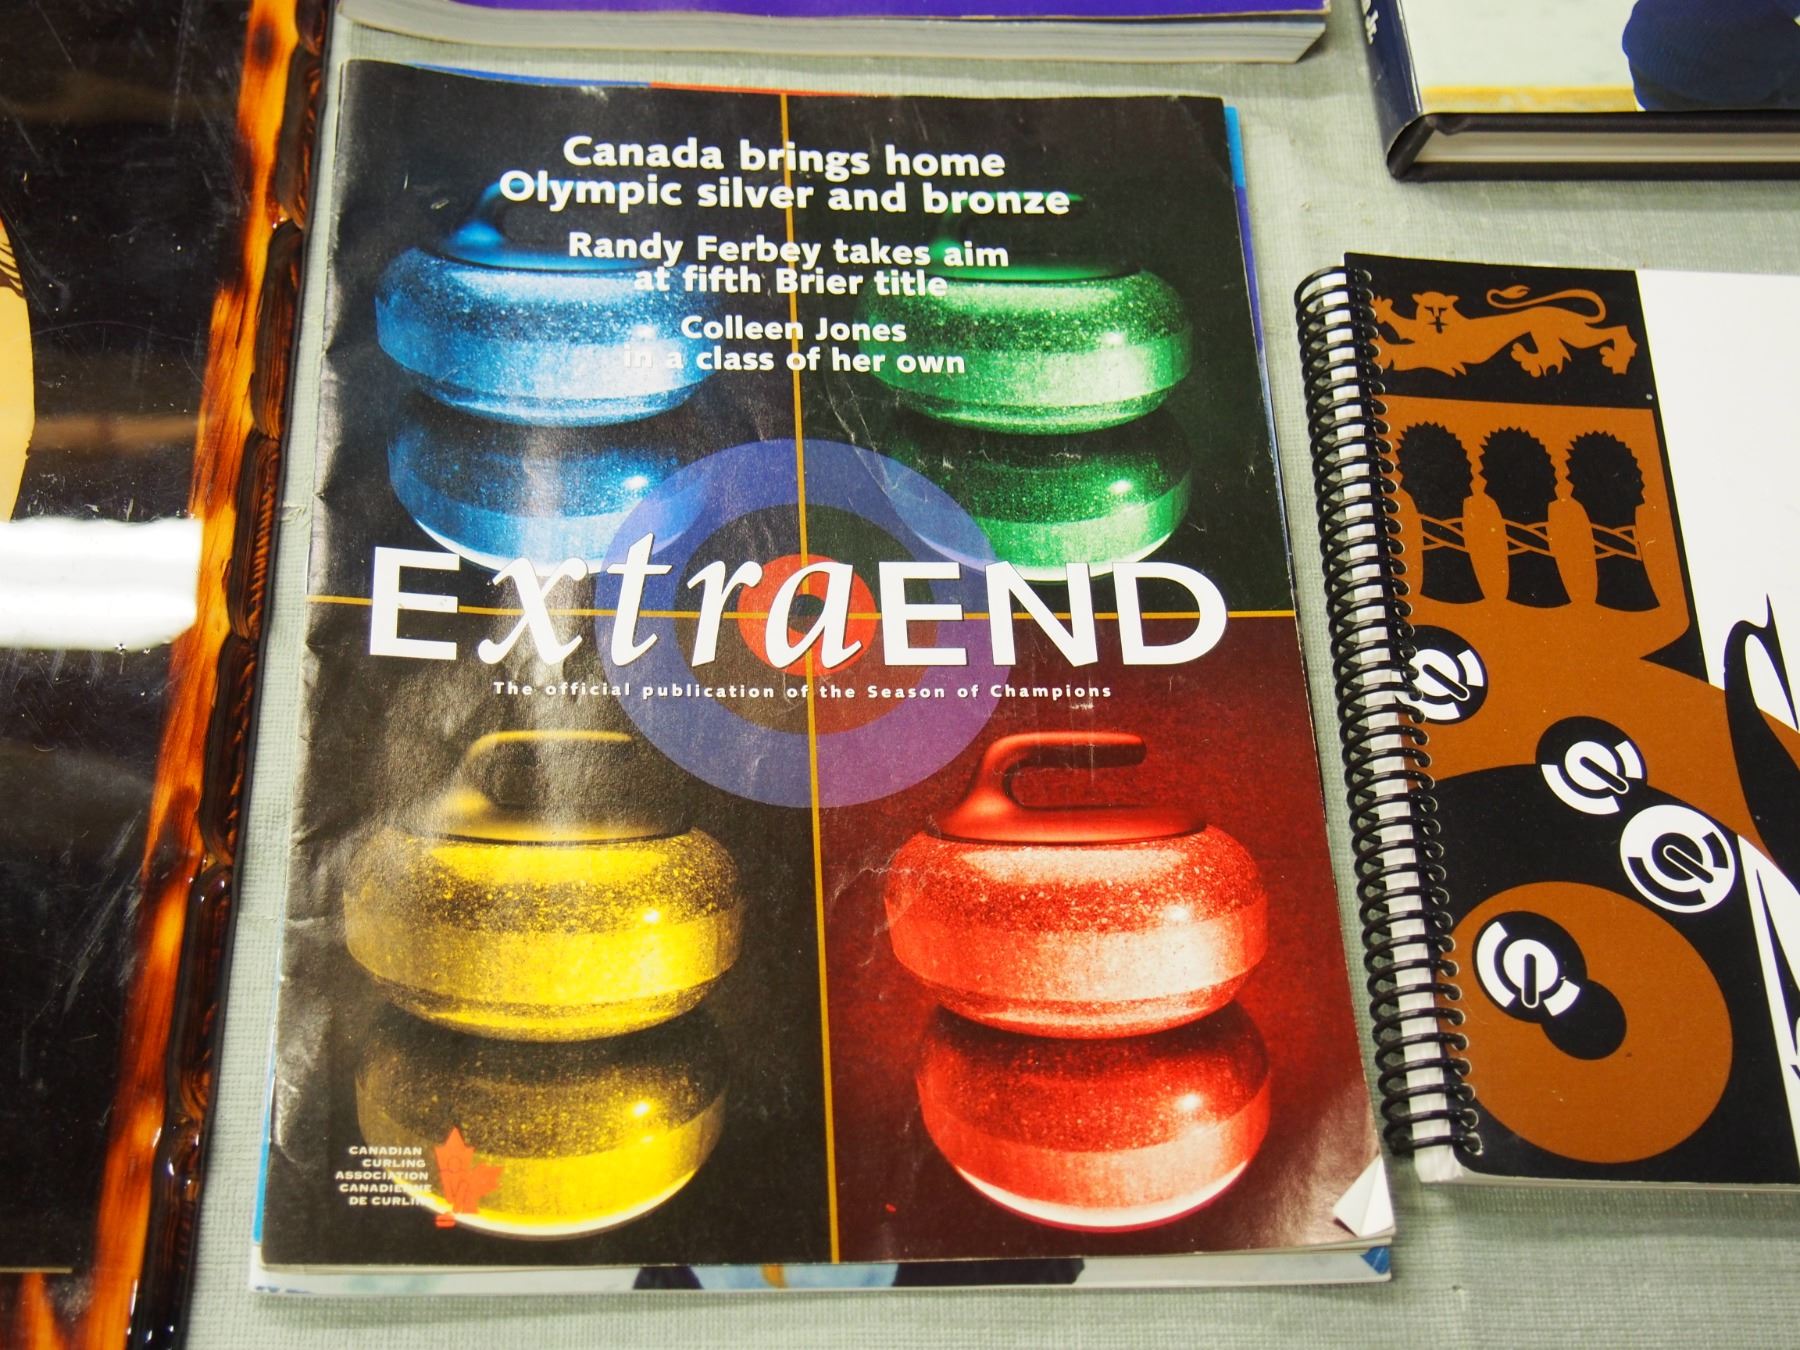 Canada brings home
Olympic silver and bronze
Randy Ferbey takes aim
at fifth Brier title
Colleen Jones
in a class of her own
ExtraEND
The official publication of the Season of Champions
CANADIAN
CURLING
ASSOCIATION
CANADIENNE
DE CURLING